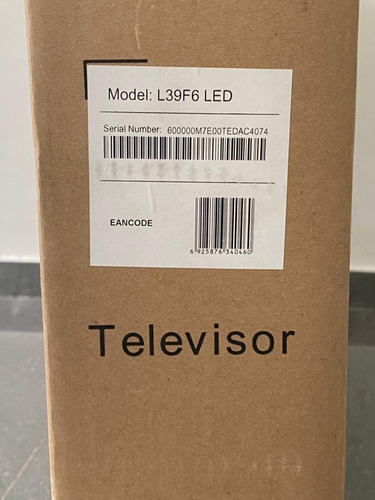 Model: L39F6 LED
Serial Number: 600000M7E00TEDAC4074
EANCODE
6 925876 340460
Televisor